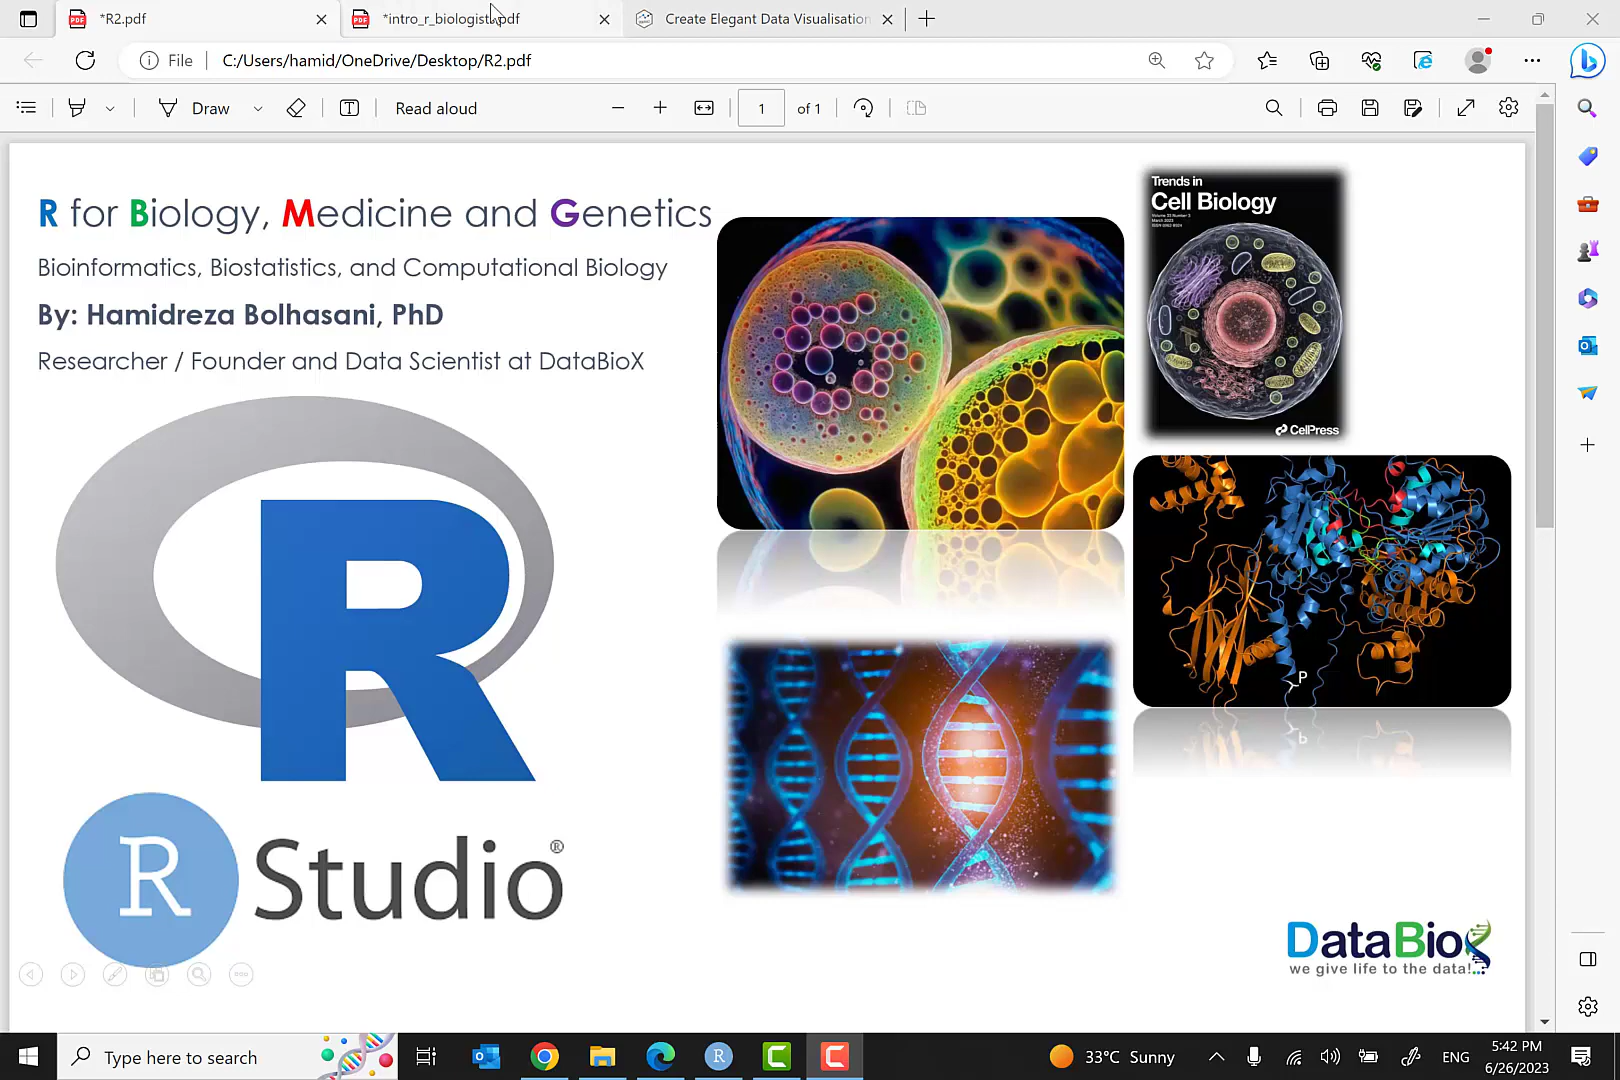 *R2.pdf
*intro_r_biologist.pdf
Create Elegant Data Visualisation
File
C:/Users/hamid/OneDrive/Desktop/R2.pdf
Draw
Read aloud
1
of 1
R for Biology, Medicine and Genetics
Bioinformatics, Biostatistics, and Computational Biology
By: Hamidreza Bolhasani, PhD
Researcher / Founder and Data Scientist at DataBioX
Trends in
Cell Biology
CellPress
P
R
R Studio®
DataBioX
we give life to the data!
Type here to search
33°C Sunny
ENG
5:42 PM
6/26/2023